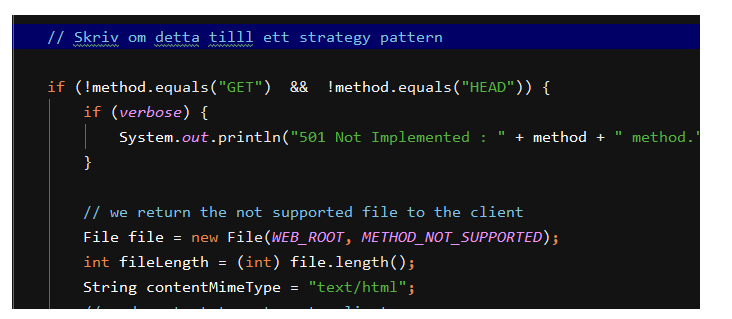 // Skriv om detta tilll ett strategy pattern
if (!method.equals("GET") && !method.equals("HEAD")) {
if (verbose) {
System.out.println("501 Not Implemented : " + method + " method."
}
// we return the not supported file to the client
File file = new File(WEB_ROOT, METHOD_NOT_SUPPORTED);
int fileLength = (int) file.length();
String contentMimeType = "text/html";